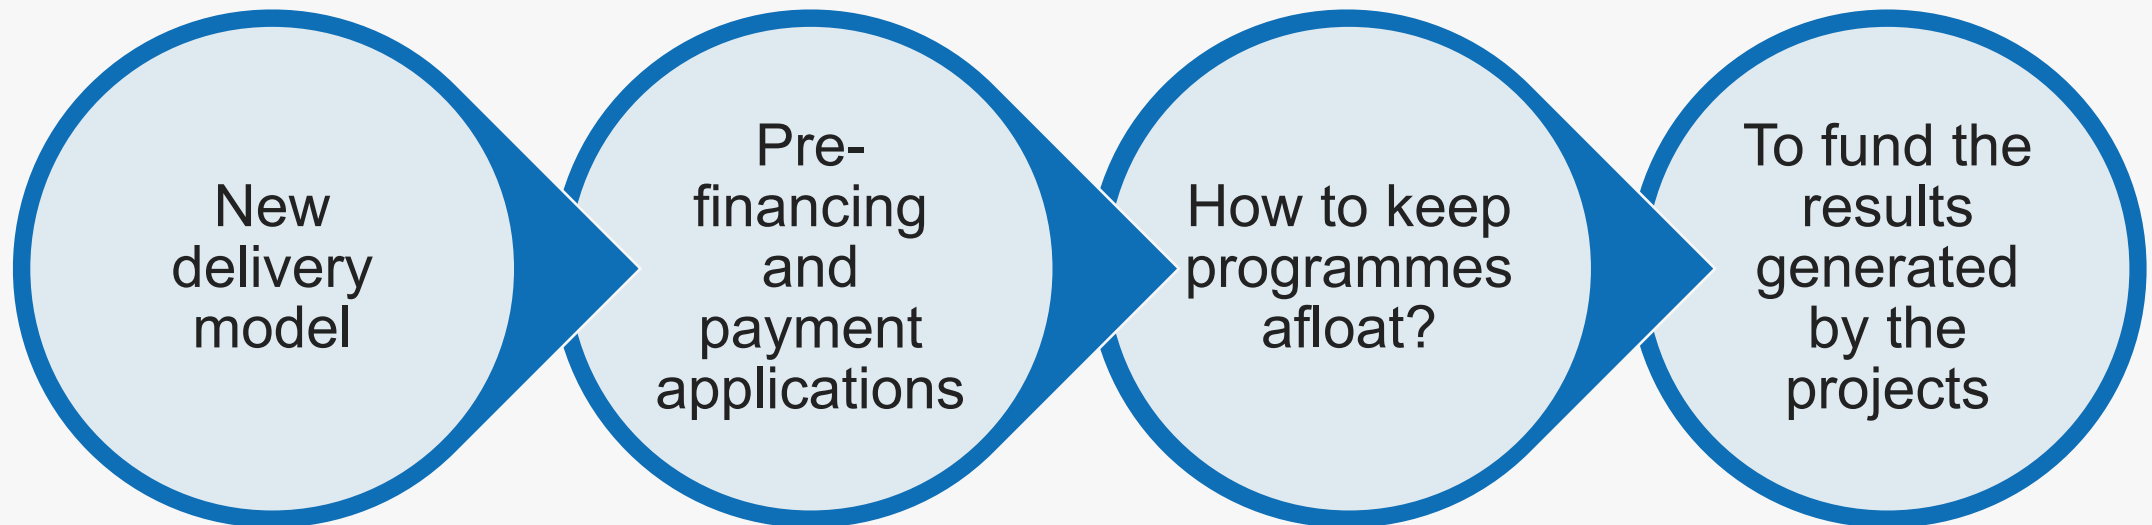 New
delivery
model
Pre-
financing
and
payment
applications
How to keep
programmes
afloat?
To fund the
results
generated
by the
projects